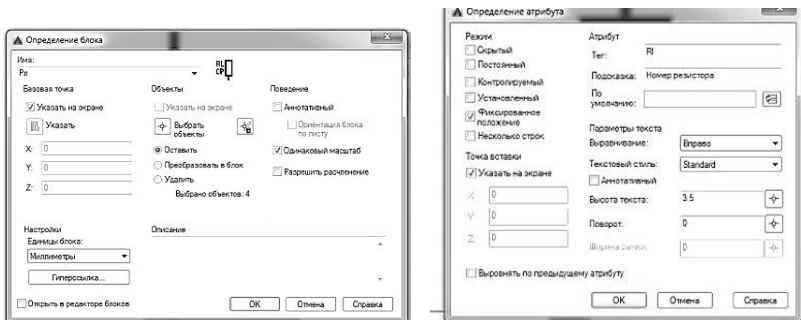 Определение блока
Имя:
Ря
RL
CP
Базовая точка
Указать на экране
Указать
X: 0
Y: 0
Z: 0
Объекты
Указать на экране
Выбрать
объекты
Оставить
Преобразовать в блок
Удалить
Выбрано объектов: 4
Поведение
Аннотативный
Ориентация блока
по листу
Одинаковый масштаб
Разрешить расчленение
Настройки
Единицы блока:
Миллиметры
Гиперссылка...
Описание
Открыть в редакторе блоков
OK Отмена Справка
Определение атрибута
Режим
Скрытый
Постоянный
Контролируемый
Установленный
Фиксированное
положение
Несколько строк
Точка вставки
Указать на экране
X 0
Y 0
Z 0
Атрибут
Тег: Rl
Подсказка: Номер резистора
По
умолчанию:
Параметры текста
Выравнивание: Вправо
Текстовый стиль: Standard
Аннотативный
Высота текста: 3.5
Поворот: 0
Ширина 0
Выровнять по предыдущему атрибуту
OK Отмена Справка